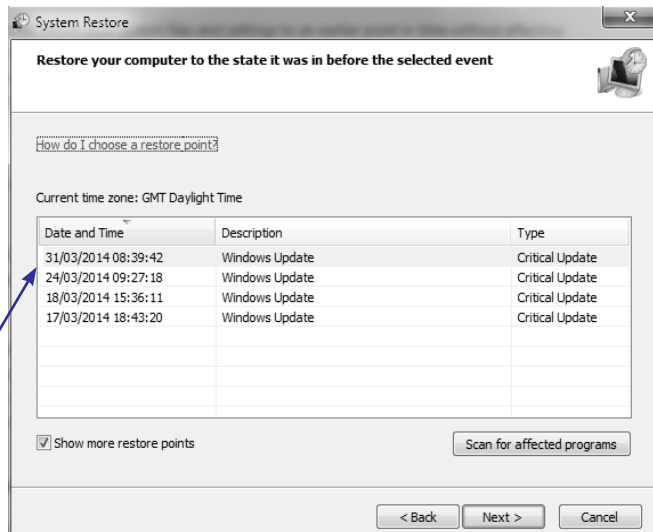 System Restore
Restore your computer to the state it was in before the selected event
How do I choose a restore point?
Current time zone: GMT Daylight Time
Date and Time Description Type
31/03/2014 08:39:42 Windows Update Critical Update
24/03/2014 09:27:18 Windows Update Critical Update
18/03/2014 15:36:11 Windows Update Critical Update
17/03/2014 18:43:20 Windows Update Critical Update
Show more restore points Scan for affected programs
< Back Next > Cancel